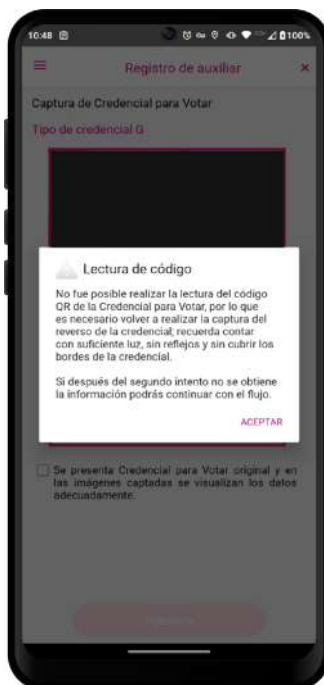 10:48
100%
Registro de auxiliar
Captura de Credencial para Votar
Tipo de credencial G
Lectura de código
No fue posible realizar la lectura del código
QR de la Credencial para Votar, por lo que
es necesario volver a realizar la captura del
reverso de la credencial; recuerda contar
con suficiente luz, sin reflejos y sin cubrir los
bordes de la credencial.
Si después del segundo intento no se obtiene
la información podrás continuar con el flujo.
ACEPTAR
Se presenta Credencial para Votar original y en
las imágenes captadas se visualizan los datos
adecuadamente.